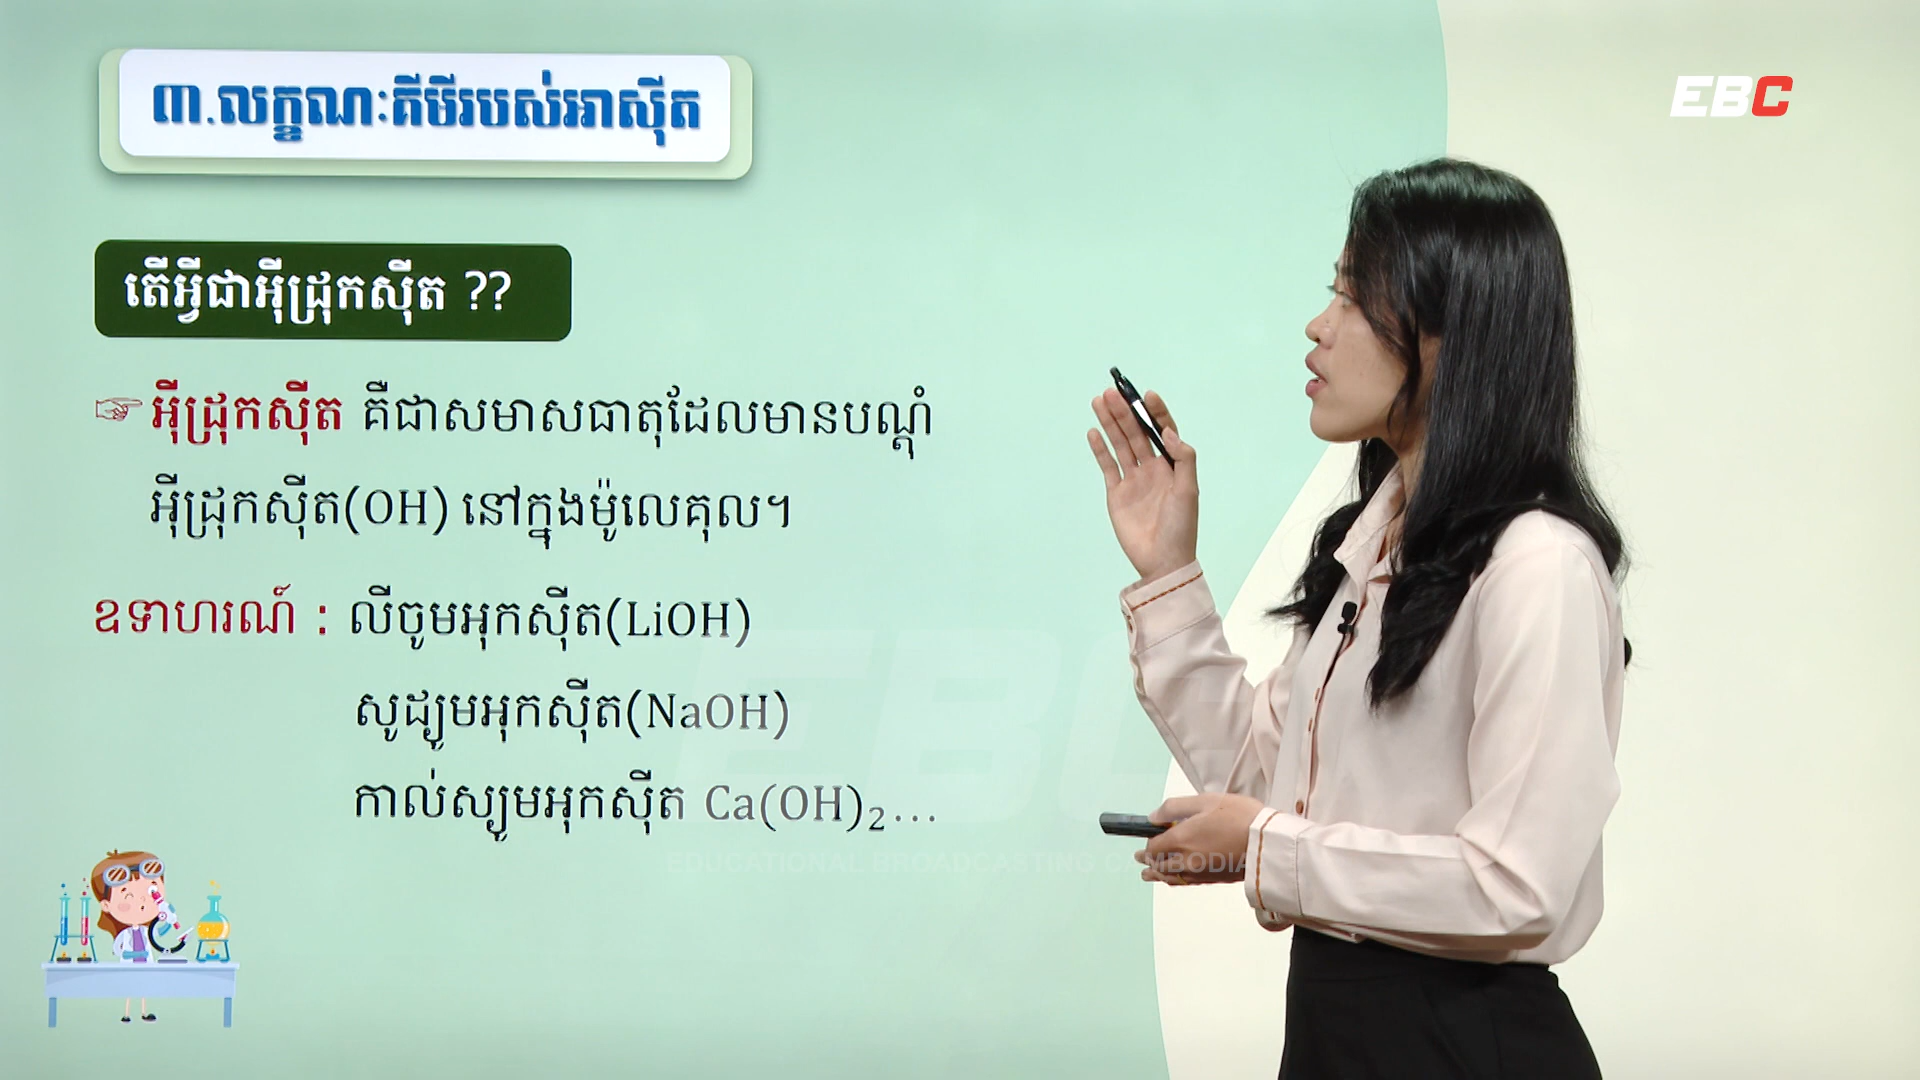 ៣.លក្ខណៈគីមីរបស់អាស៊ីត
EBC
តើអ្វីជាអ៊ីដ្រុកស៊ីត ??
☞អ៊ីដ្រុកស៊ីត គឺជាសមាសធាតុដែលមានបណ្តុំ
អ៊ីដ្រុកស៊ីត(OH) នៅក្នុងម៉ូលេគុល។
ឧទាហរណ៍ : លីចូមអុកស៊ីត(LiOH)
សូដ្យូមអុកស៊ីត(NaOH)
កាល់ស្យូមអុកស៊ីត Ca(OH)₂…
EBC
EDUCATIONAL BROADCASTING CAMBODIA